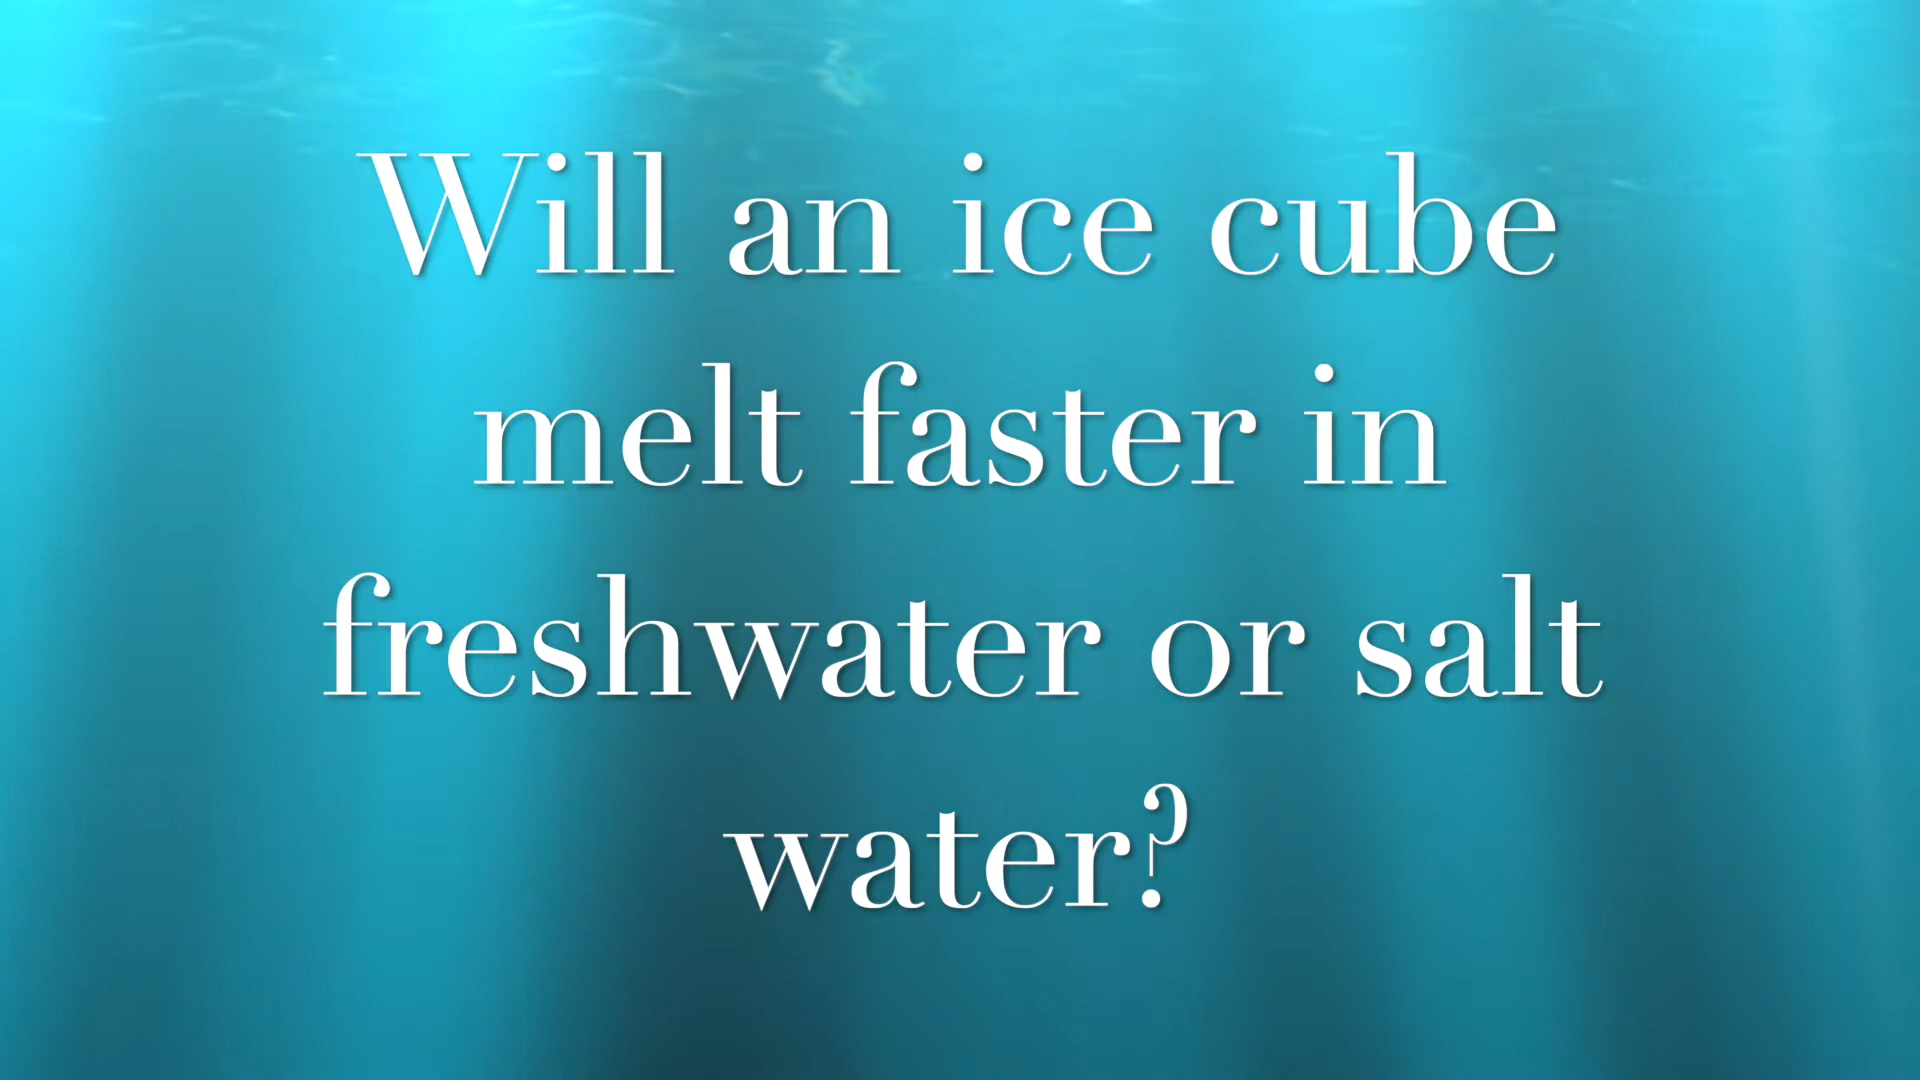 Will an ice cube
melt faster in
freshwater or salt
water?